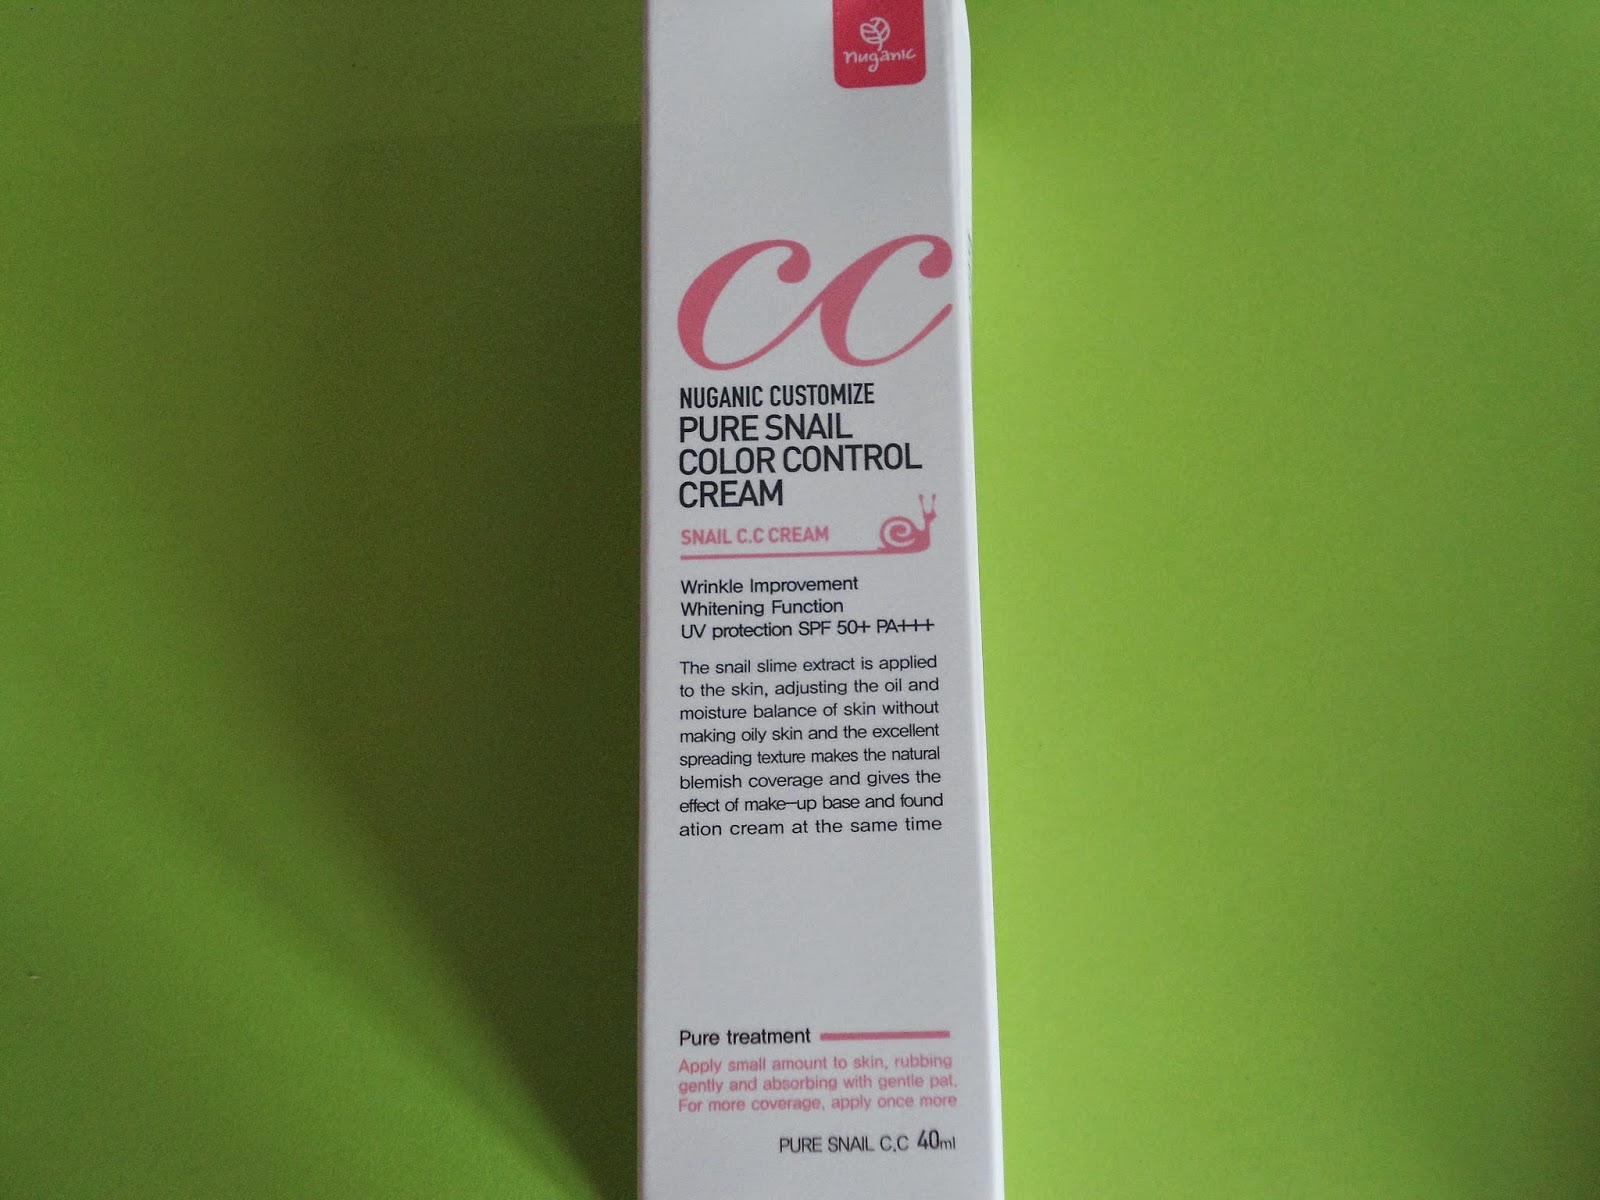 nuganic
CC
NUGANIC CUSTOMIZE
PURE SNAIL
COLOR CONTROL
CREAM
SNAIL C.C CREAM
Wrinkle Improvement
Whitening Function
UV protection SPF 50+ PA+++
The snail slime extract is applied
to the skin, adjusting the oil and
moisture balance of skin without
making oily skin and the excellent
spreading texture makes the natural
blemish coverage and gives the
effect of make-up base and found
ation cream at the same time
Pure treatment
Apply small amount to skin, rubbing
gently and absorbing with gentle pat.
For more coverage, apply once more
PURE SNAIL C.C 40ml